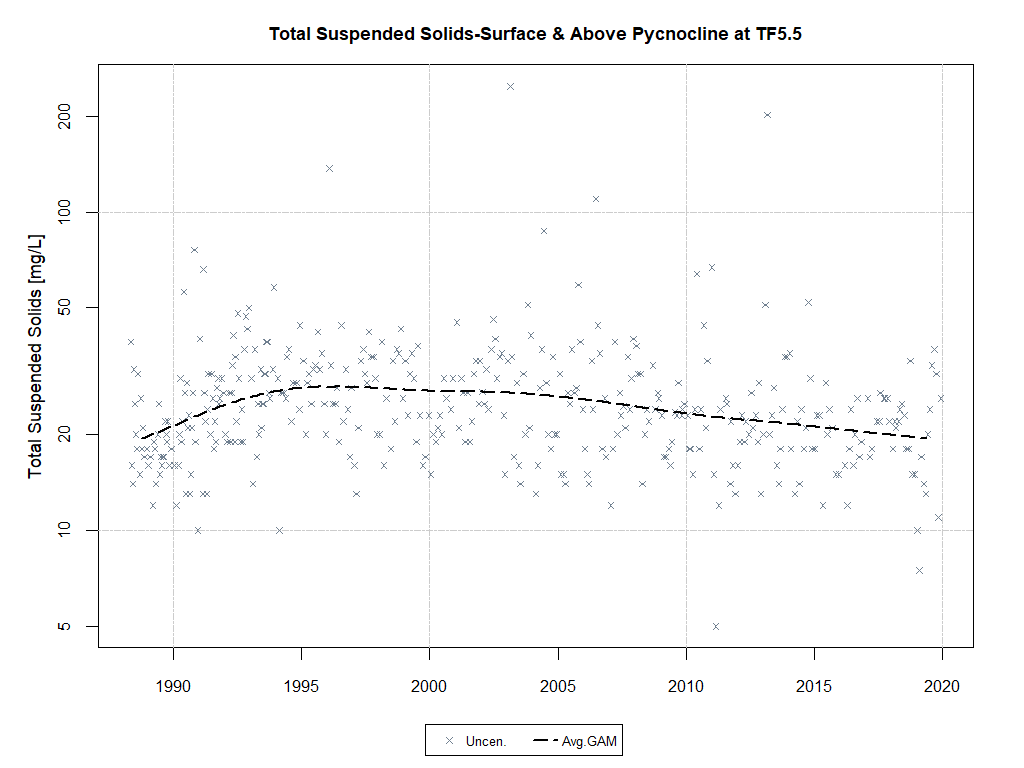 Total Suspended Solids-Surface & Above Pycnocline at TF5.5
Total Suspended Solids [mg/L]
200
100
50
20
10
5
1990 1995 2000 2005 2010 2015 2020
Uncen. Avg.GAM